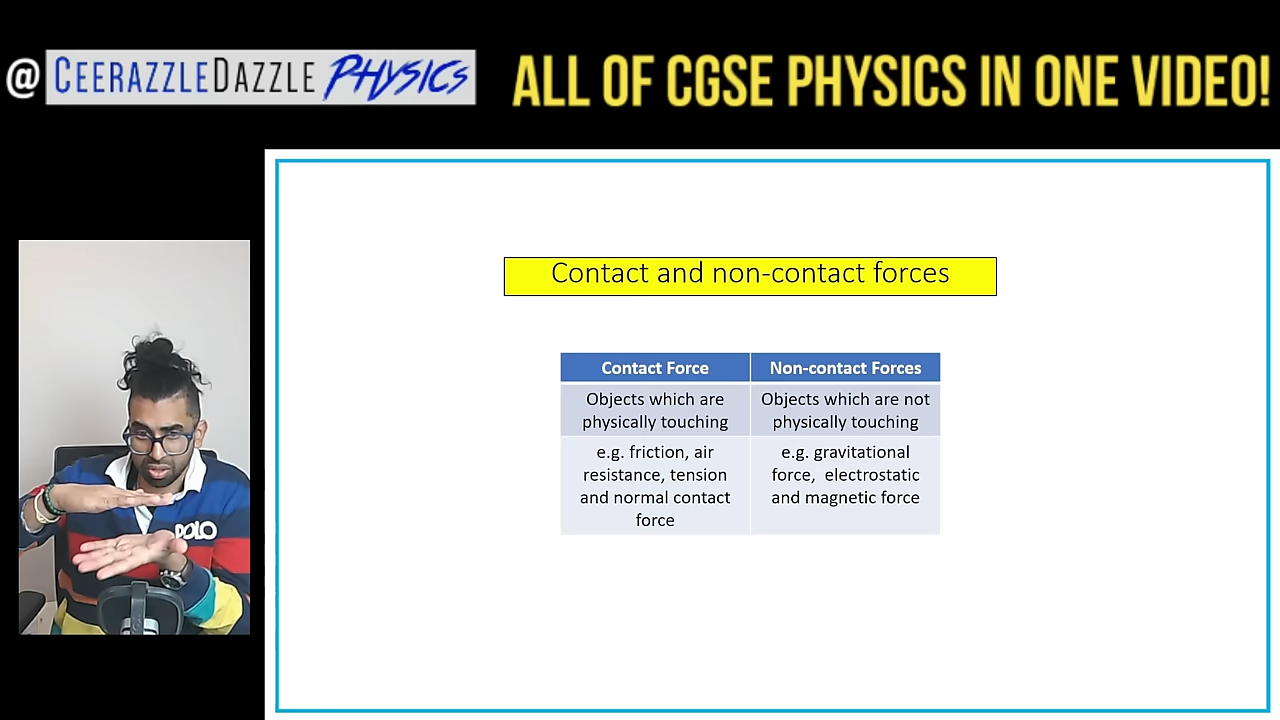 @ CEERAZZLEDAZZLE PHYSICS
ALL OF CGSE PHYSICS IN ONE VIDEO!
Contact and non-contact forces
Contact Force
Non-contact Forces
Objects which are
physically touching
Objects which are not
physically touching
e.g. friction, air
resistance, tension
and normal contact
force
e.g. gravitational
force, electrostatic
and magnetic force
POLO